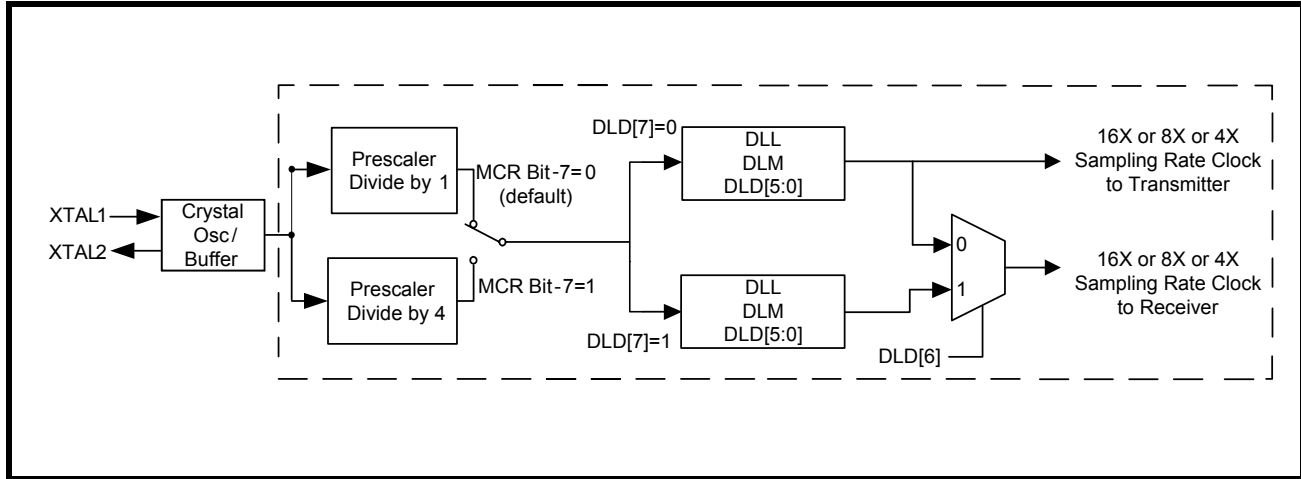 XTAL1
XTAL2
Crystal
Osc/
Buffer
Prescaler
Divide by 1
Prescaler
Divide by 4
MCR Bit-7=0
(default)
MCR Bit-7=1
DLD[7]=0
DLL
DLM
DLD[5:0]
DLD[7]=1
DLL
DLM
DLD[5:0]
0
1
DLD[6]
16X or 8X or 4X
Sampling Rate Clock
to Transmitter
16X or 8X or 4X
Sampling Rate Clock
to Receiver